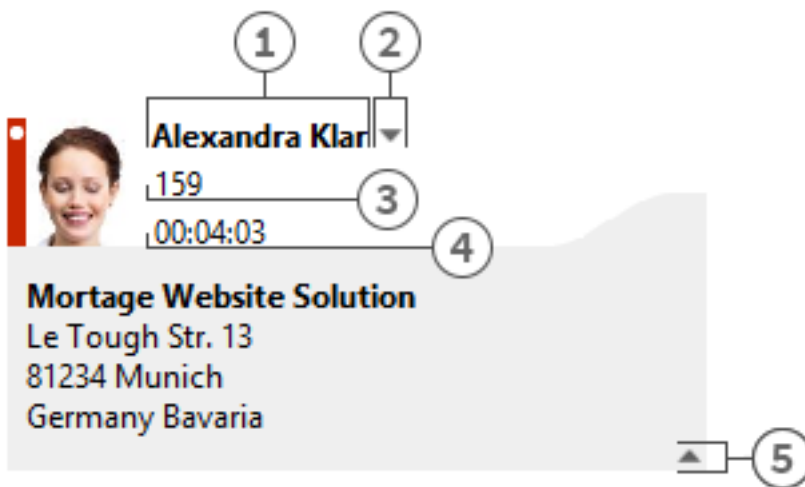 1 2
Alexandra Klar
159
3
00:04:03
4
Mortage Website Solution
Le Tough Str. 13
81234 Munich
Germany Bavaria
5